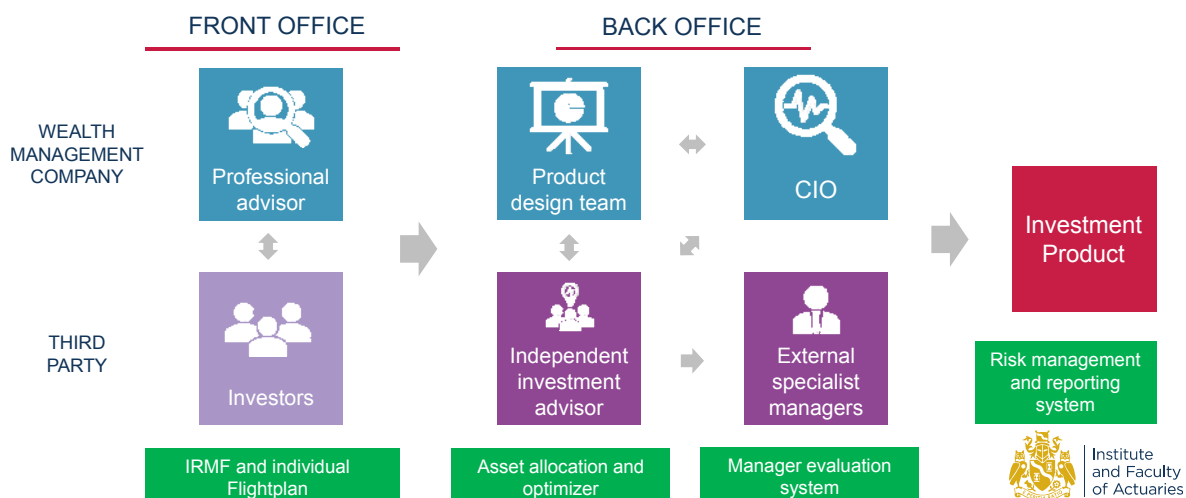 FRONT OFFICE
BACK OFFICE
WEALTH
MANAGEMENT
COMPANY
Professional
advisor
Product
design team
CIO
Investment
Product
THIRD
PARTY
Investors
Independent
investment
advisor
External
specialist
managers
Risk management
and reporting
system
IRMF and individual
Flightplan
Asset allocation and
optimizer
Manager evaluation
system
Institute
and Faculty
of Actuaries